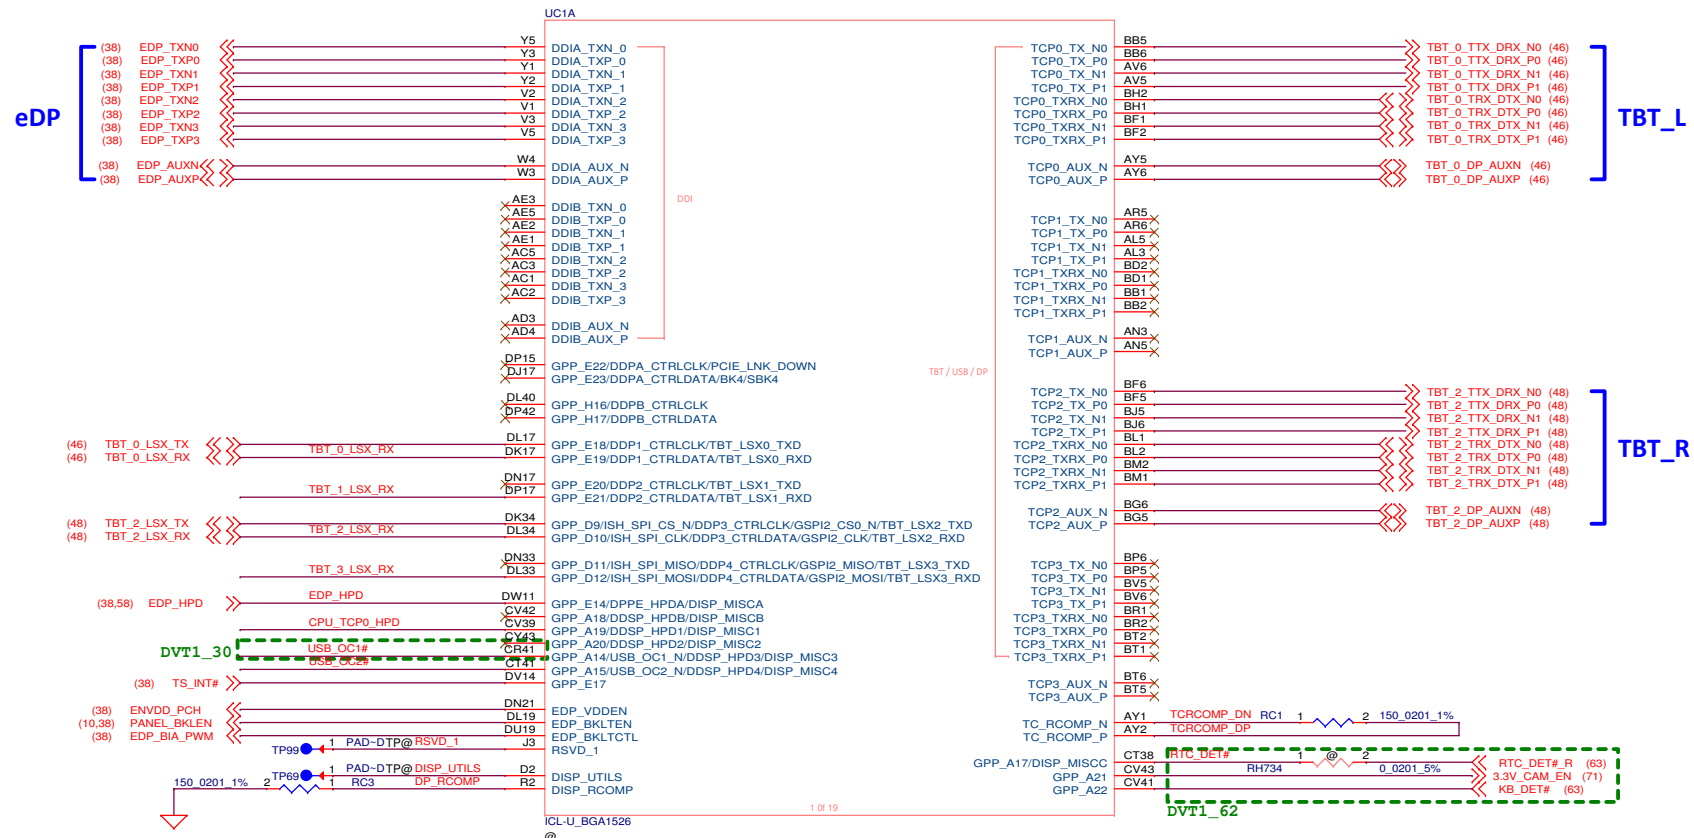 UC1A
eDP
(38) EDP_TXN0 Y5 DDIA_TXN_0
(38) EDP_TXP0 Y3 DDIA_TXP_0
(38) EDP_TXN1 Y1 DDIA_TXN_1
(38) EDP_TXP1 Y2 DDIA_TXP_1
(38) EDP_TXN2 V2 DDIA_TXN_2
(38) EDP_TXP2 V1 DDIA_TXP_2
(38) EDP_TXN3 V3 DDIA_TXN_3
(38) EDP_TXP3 V5 DDIA_TXP_3
(38) EDP_AUXN W4 DDIA_AUX_N
(38) EDP_AUXP W3 DDIA_AUX_P
DDI
AE3 DDIB_TXN_0
AE5 DDIB_TXP_0
AE2 DDIB_TXN_1
AE1 DDIB_TXP_1
AC5 DDIB_TXN_2
AC3 DDIB_TXP_2
AC1 DDIB_TXN_3
AC2 DDIB_TXP_3
AD3 DDIB_AUX_N
AD4 DDIB_AUX_P
DP15 GPP_E22/DDPA_CTRLCLK/PCIE_LNK_DOWN
DJ17 GPP_E23/DDPA_CTRLDATA/BK4/SBK4
DL40 GPP_H16/DDPB_CTRLCLK
DP42 GPP_H17/DDPB_CTRLDATA
(46) TBT_0_LSX_TX DL17 GPP_E18/DDP1_CTRLCLK/TBT_LSX0_TXD
(46) TBT_0_LSX_RX TBT_0_LSX_RX DK17 GPP_E19/DDP1_CTRLDATA/TBT_LSX0_RXD
DN17 GPP_E20/DDP2_CTRLCLK/TBT_LSX1_TXD
TBT_1_LSX_RX DP17 GPP_E21/DDP2_CTRLDATA/TBT_LSX1_RXD
(48) TBT_2_LSX_TX DK34 GPP_D9/ISH_SPI_CS_N/DDP3_CTRLCLK/GSPI2_CS0_N/TBT_LSX2_TXD
(48) TBT_2_LSX_RX TBT_2_LSX_RX DL34 GPP_D10/ISH_SPI_CLK/DDP3_CTRLDATA/GSPI2_CLK/TBT_LSX2_RXD
DN33 GPP_D11/ISH_SPI_MISO/DDP4_CTRLCLK/GSPI2_MISO/TBT_LSX3_TXD
TBT_3_LSX_RX DL33 GPP_D12/ISH_SPI_MOSI/DDP4_CTRLDATA/GSPI2_MOSI/TBT_LSX3_RXD
(38,58) EDP_HPD EDP_HPD DW11 GPP_E14/DPPE_HPDA/DISP_MISCA
CV42 GPP_A18/DDSP_HPDB/DISP_MISCB
CPU_TCP0_HPD CV39 GPP_A19/DDSP_HPD1/DISP_MISC1
CY43 GPP_A20/DDSP_HPD2/DISP_MISC2
DVT1_30 USB_OC1# CR41 GPP_A14/USB_OC1_N/DDSP_HPD3/DISP_MISC3
USB_OC2# CT41 GPP_A15/USB_OC2_N/DDSP_HPD4/DISP_MISC4
(38) TS_INT# DV14 GPP_E17
(38) ENVDD_PCH DN21 EDP_VDDEN
(10,38) PANEL_BKLEN DL19 EDP_BKLTEN
(38) EDP_BIA_PWM DU19 EDP_BKLTCTL
TP99 1 PAD~DTP@ RSVD_1 J3 RSVD_1
TP69 1 PAD~DTP@ DISP_UTILS D2 DISP_UTILS
150_0201_1% 2 1 RC3 DP_RCOMP R2 DISP_RCOMP
TBT / USB / DP
TCP0_TX_N0 BB5 TBT_0_TTX_DRX_N0 (46)
TCP0_TX_P0 BB6 TBT_0_TTX_DRX_P0 (46)
TCP0_TX_N1 AV6 TBT_0_TTX_DRX_N1 (46)
TCP0_TX_P1 AV5 TBT_0_TTX_DRX_P1 (46)
TCP0_TXRX_N0 BH2 TBT_0_TRX_DTX_N0 (46)
TCP0_TXRX_P0 BH1 TBT_0_TRX_DTX_P0 (46)
TCP0_TXRX_N1 BF1 TBT_0_TRX_DTX_N1 (46)
TCP0_TXRX_P1 BF2 TBT_0_TRX_DTX_P1 (46)
TCP0_AUX_N AY5 TBT_0_DP_AUXN (46)
TCP0_AUX_P AY6 TBT_0_DP_AUXP (46)
TBT_L
TCP1_TX_N0 AR5
TCP1_TX_P0 AR6
TCP1_TX_N1 AL5
TCP1_TX_P1 AL3
TCP1_TXRX_N0 BD2
TCP1_TXRX_P0 BD1
TCP1_TXRX_N1 BB1
TCP1_TXRX_P1 BB2
TCP1_AUX_N AN3
TCP1_AUX_P AN5
TCP2_TX_N0 BF6 TBT_2_TTX_DRX_N0 (48)
TCP2_TX_P0 BF5 TBT_2_TTX_DRX_P0 (48)
TCP2_TX_N1 BJ5 TBT_2_TTX_DRX_N1 (48)
TCP2_TX_P1 BJ6 TBT_2_TTX_DRX_P1 (48)
TCP2_TXRX_N0 BL1 TBT_2_TRX_DTX_N0 (48)
TCP2_TXRX_P0 BL2 TBT_2_TRX_DTX_P0 (48)
TCP2_TXRX_N1 BM2 TBT_2_TRX_DTX_N1 (48)
TCP2_TXRX_P1 BM1 TBT_2_TRX_DTX_P1 (48)
TCP2_AUX_N BG6 TBT_2_DP_AUXN (48)
TCP2_AUX_P BG5 TBT_2_DP_AUXP (48)
TBT_R
TCP3_TX_N0 BP6
TCP3_TX_P0 BP5
TCP3_TX_N1 BV5
TCP3_TX_P1 BV6
TCP3_TXRX_N0 BR1
TCP3_TXRX_P0 BR2
TCP3_TXRX_N1 BT2
TCP3_TXRX_P1 BT1
TCP3_AUX_N BT6
TCP3_AUX_P BT5
TC_RCOMP_N AY1 TCRCOMP_DN RC1 1 2 150_0201_1%
TC_RCOMP_P AY2 TCRCOMP_DP
GPP_A17/DISP_MISCC CT38 RTC_DET# 1 @ 2 RTC_DET#_R (63)
GPP_A21 CV43 RH734 0_0201_5% 3.3V_CAM_EN (71)
GPP_A22 CV41 KB_DET# (63)
DVT1_62
1 0f 19
ICL-U_BGA1526
@